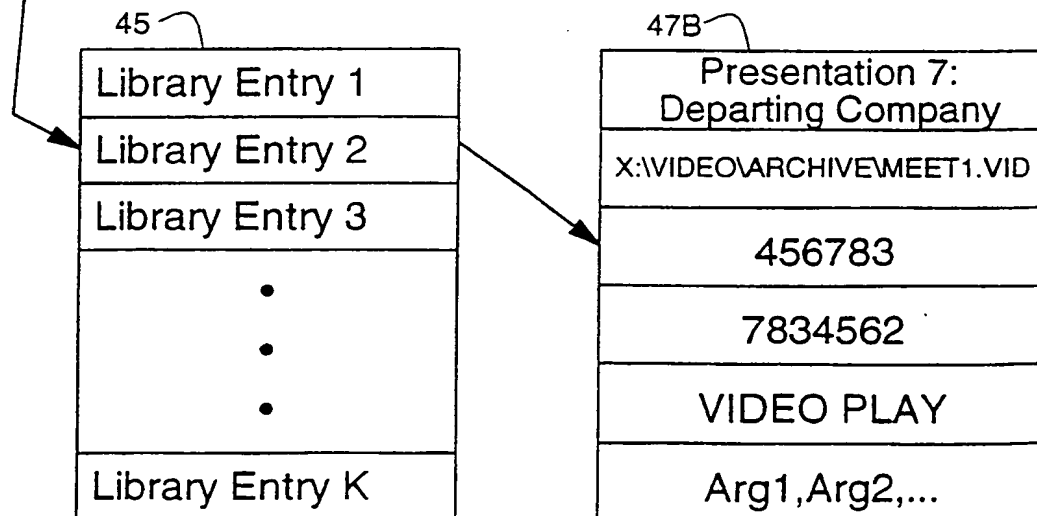 45
Library Entry 1
Library Entry 2
Library Entry 3
Library Entry K
47B
Presentation 7:
Departing Company
X:\VIDEO\ARCHIVE\MEET1.VID
456783
7834562
VIDEO PLAY
Arg1,Arg2,...